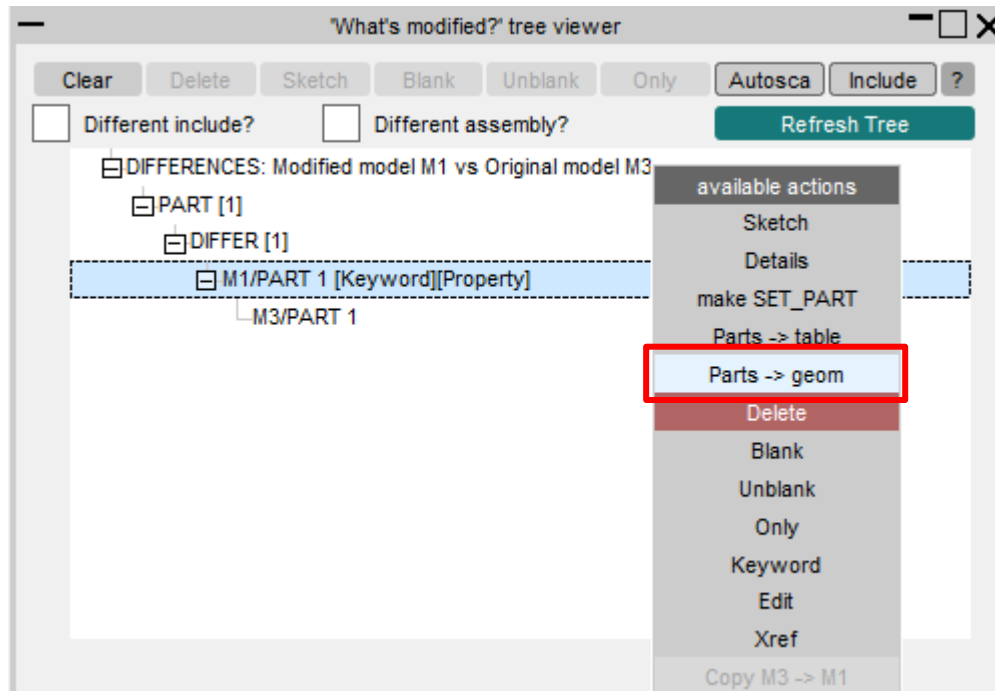 'What's modified?' tree viewer
Clear Delete Sketch Blank Unblank Only Autosca Include ?
Different include? Different assembly? Refresh Tree
DIFFERENCES: Modified model M1 vs Original model M3
PART [1]
DIFFER [1]
M1/PART 1 [Keyword][Property]
M3/PART 1
available actions
Sketch
Details
make SET_PART
Parts -> table
Parts -> geom
Delete
Blank
Unblank
Only
Keyword
Edit
Xref
Copy M3 -> M1